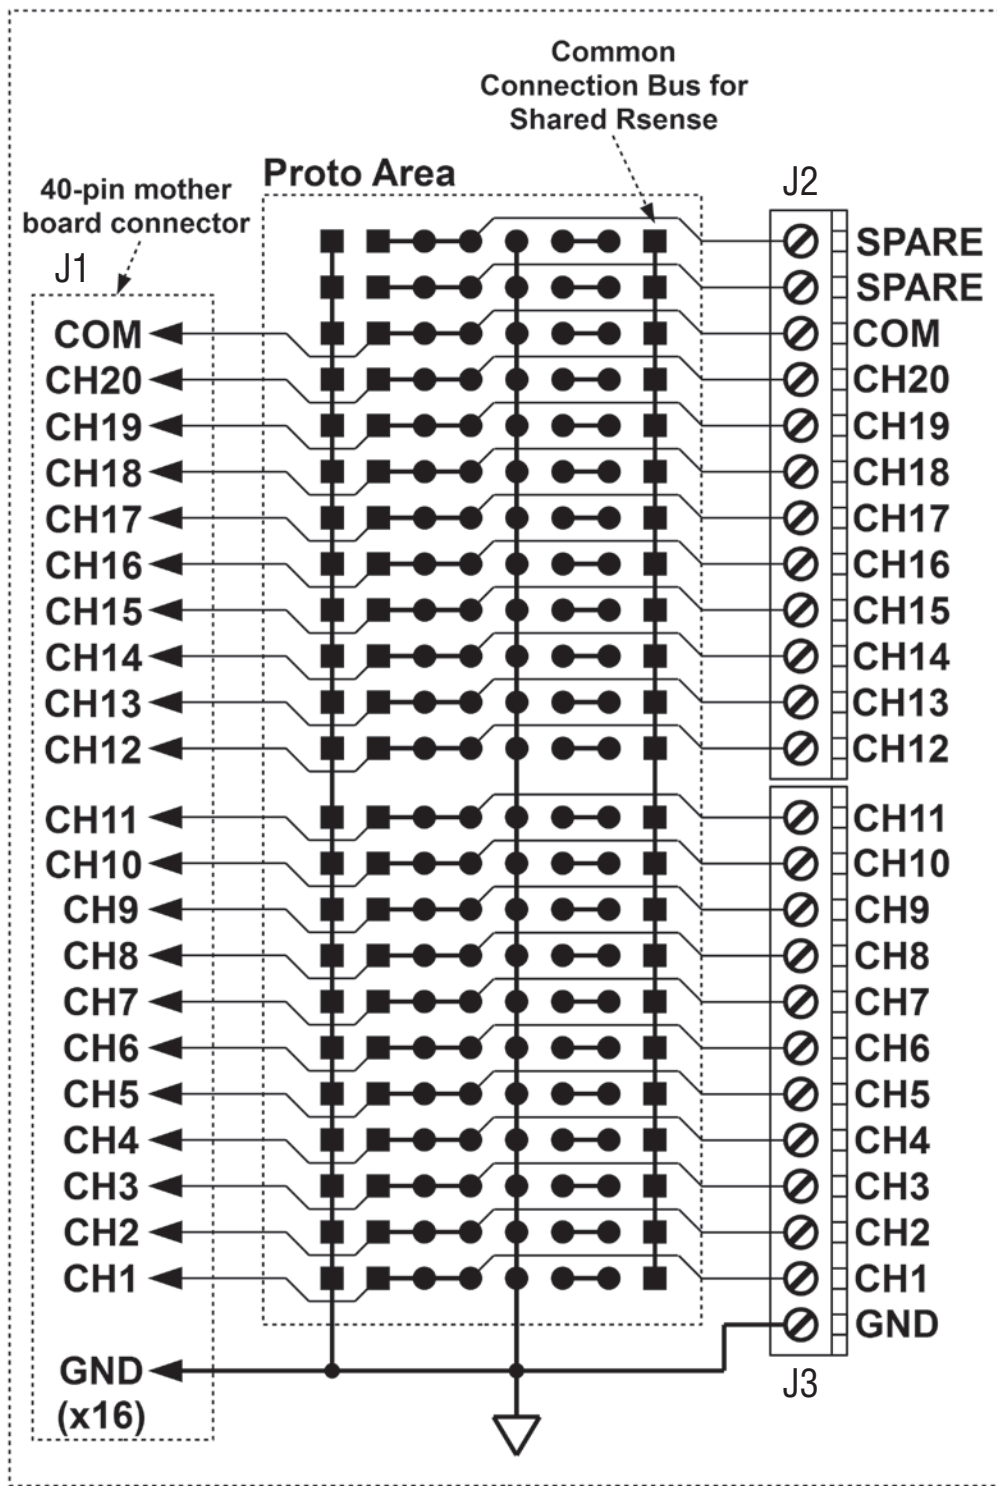 Common
Connection Bus for
Shared Rsense
Proto Area
40-pin mother
board connector
J1
J2
SPARE
SPARE
COM
COM
CH20
CH20
CH19
CH19
CH18
CH18
CH17
CH17
CH16
CH16
CH15
CH15
CH14
CH14
CH13
CH13
CH12
CH12
CH11
CH11
CH10
CH10
CH9
CH9
CH8
CH8
CH7
CH7
CH6
CH6
CH5
CH5
CH4
CH4
CH3
CH3
CH2
CH2
CH1
CH1
GND
GND
(x16)
J3